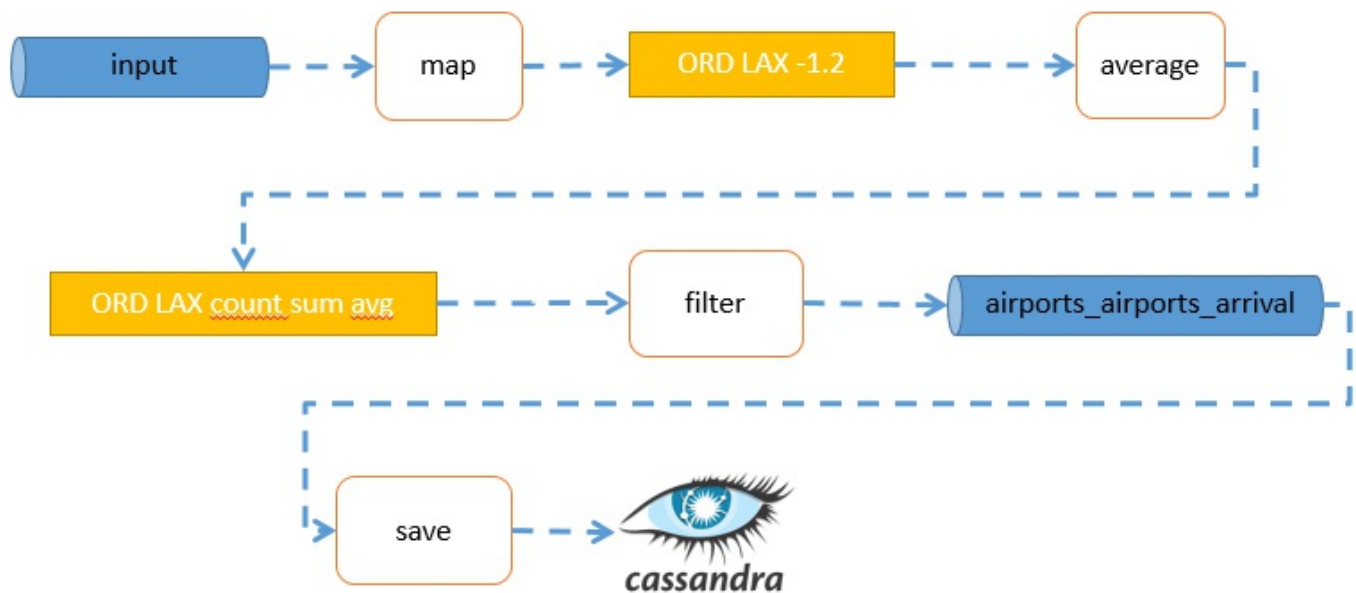 input
map
ORD LAX -1.2
average
ORD LAX count sum avg
filter
airports_airports_arrival
save
cassandra